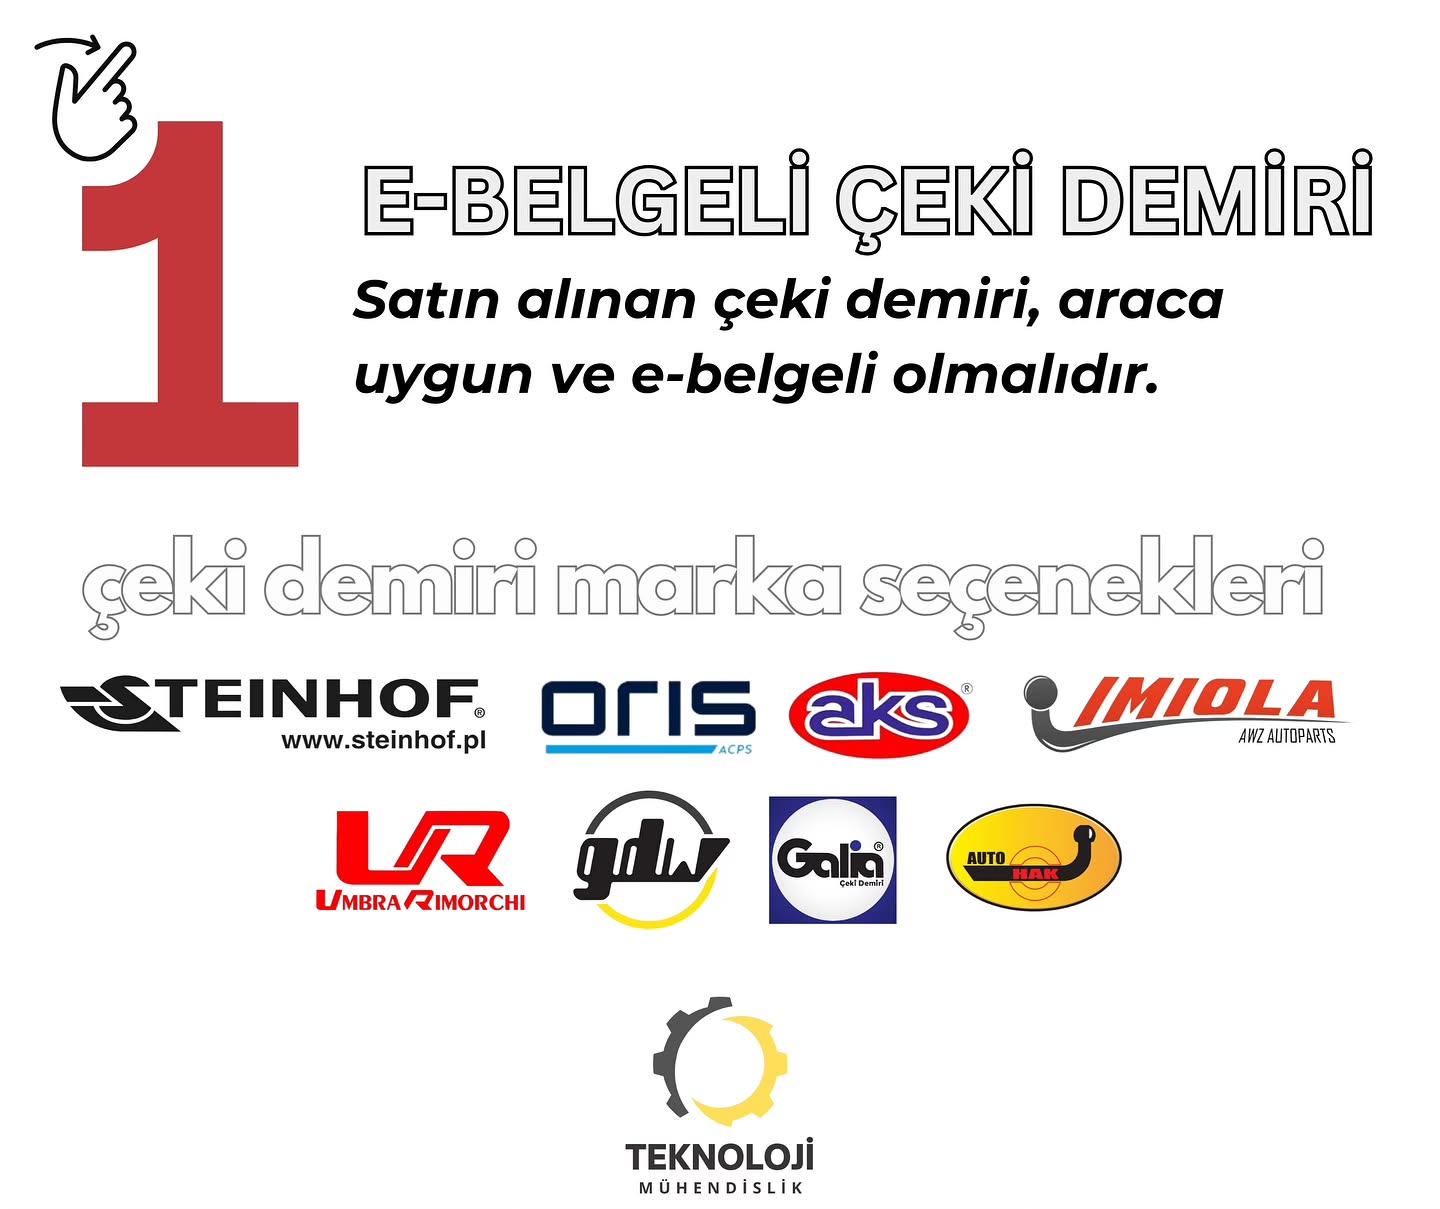 1
E-BELGELİ ÇEKİ DEMİRİ
Satın alınan çeki demiri, araca
uygun ve e-belgeli olmalıdır.
çeki demiri marka seçenekleri
STEINHOF®
www.steinhof.pl
oris
ACPS
aks®
IMIOLA
AWZ AUTOPARTS
UR
UMBRA RIMORCHI
gdw
Galia®
Çeki Demiri
AUTO
HAK
TEKNOLOJİ
MÜHENDİSLİK